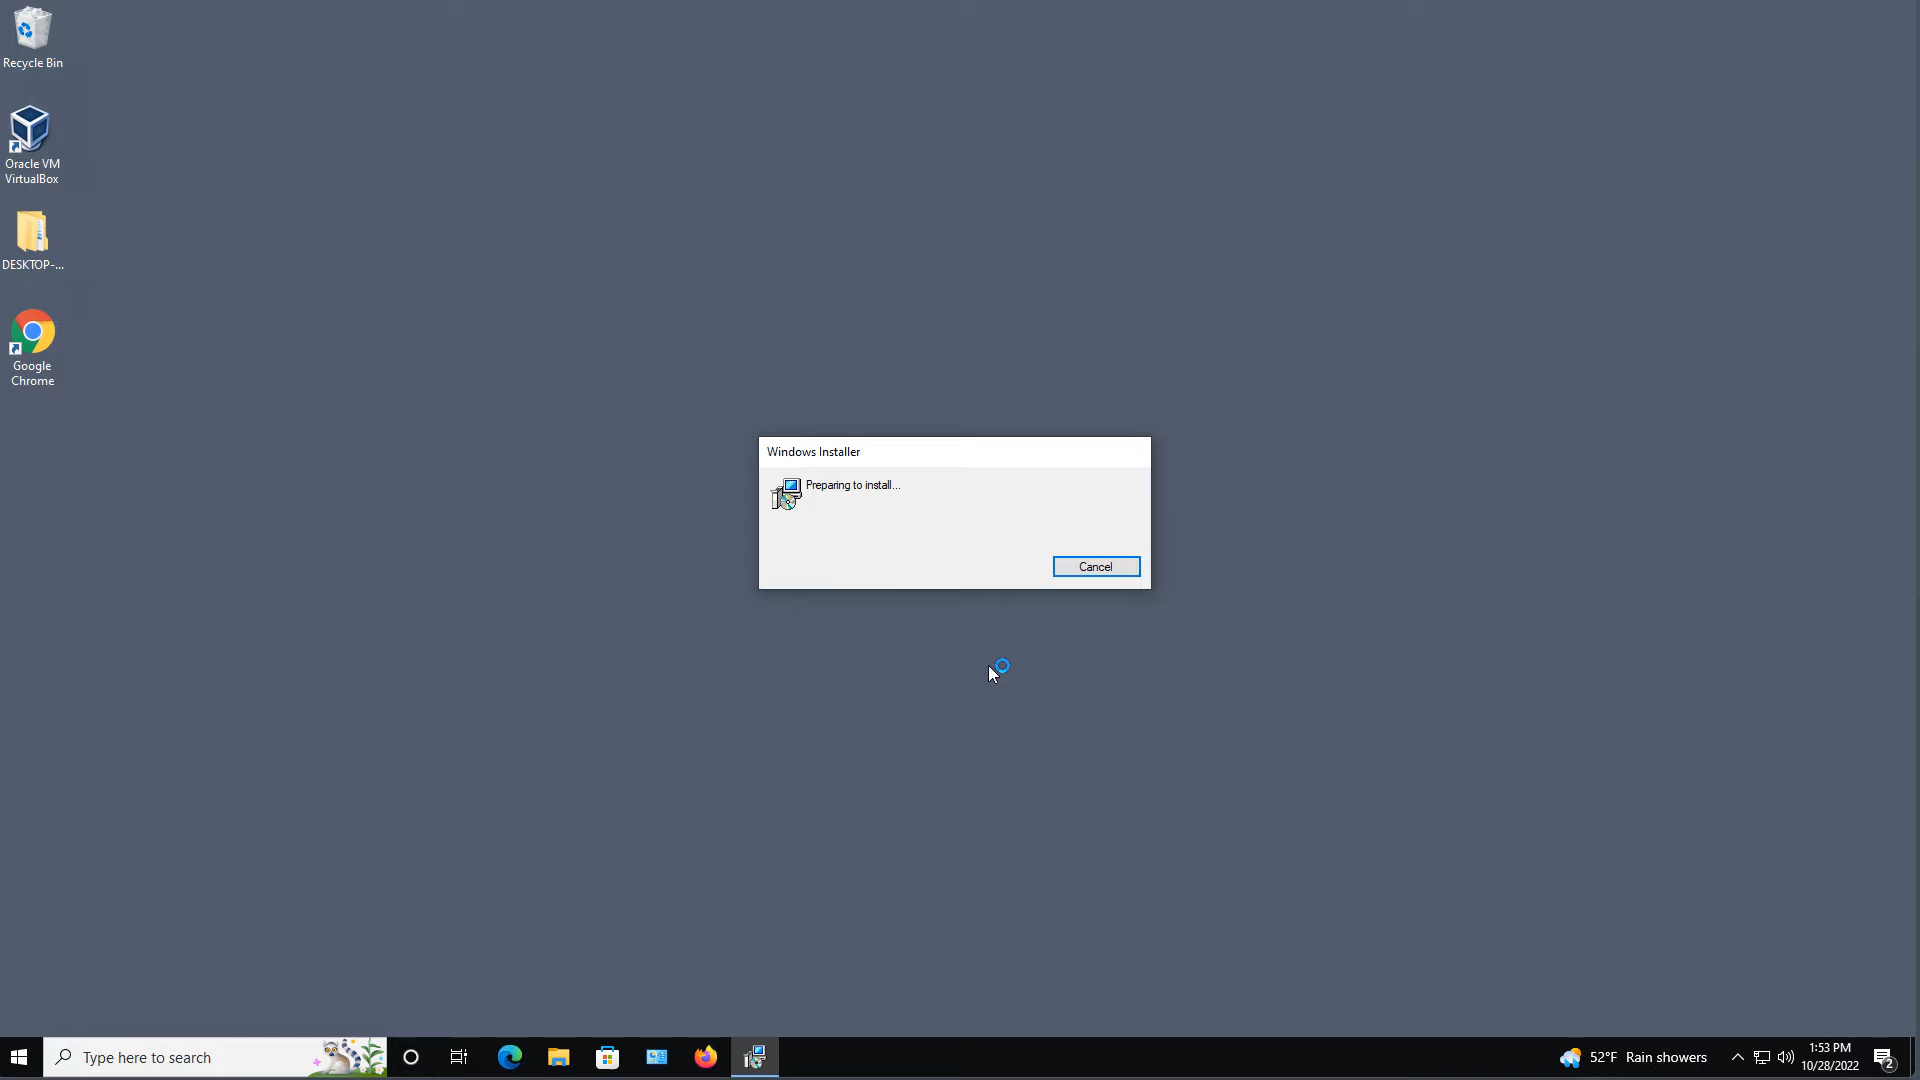 Recycle Bin
Oracle VM
VirtualBox
DESKTOP-...
Google
Chrome
Windows Installer
Preparing to install...
Cancel
Type here to search
52°F Rain showers
1:53 PM
10/28/2022
2